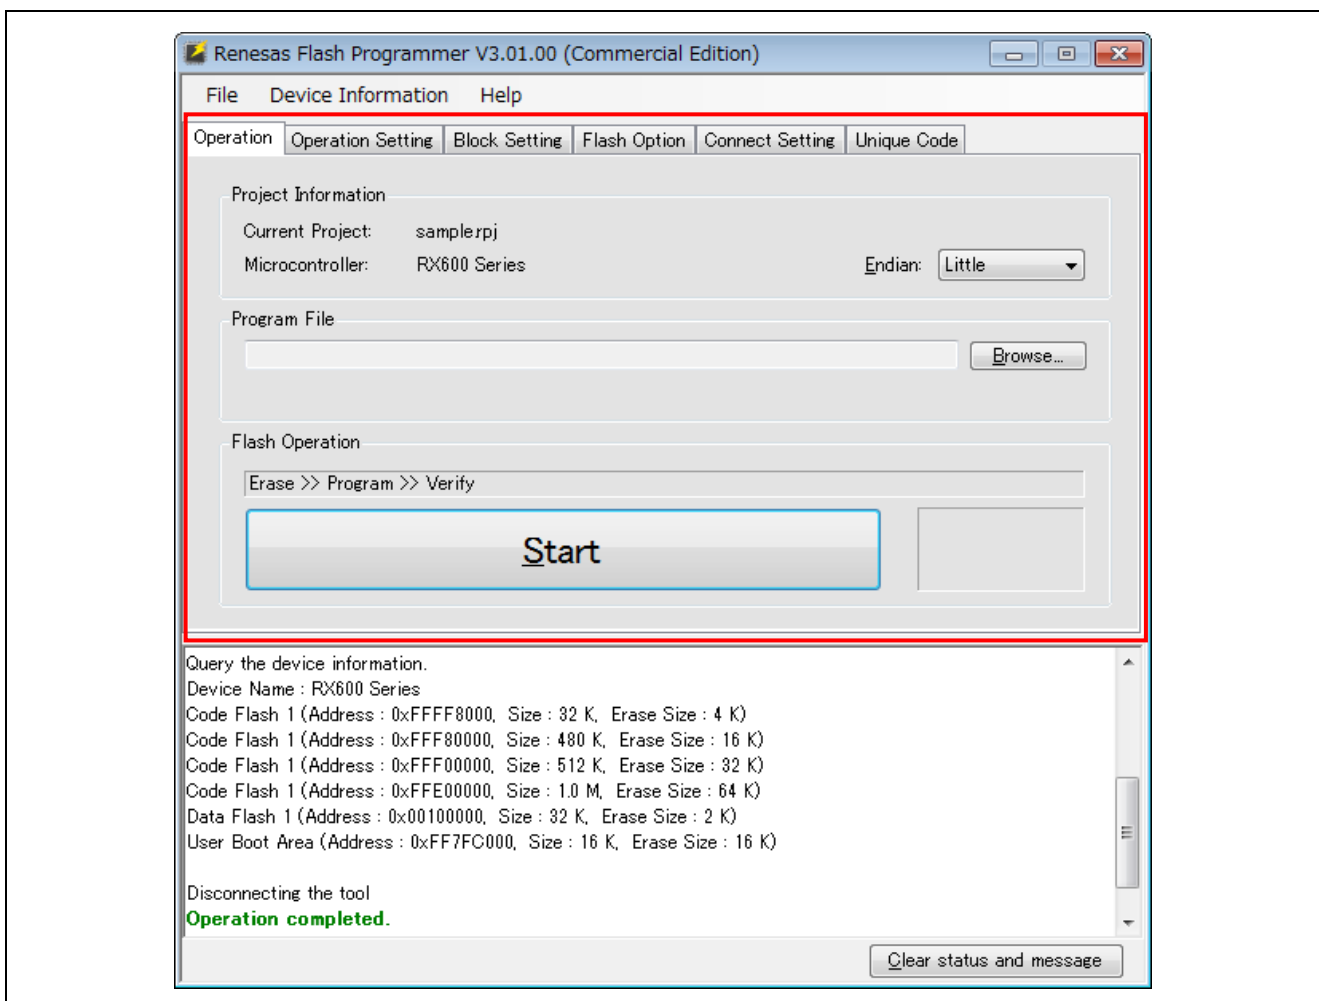 Renesas Flash Programmer V3.01.00 (Commercial Edition)
File Device Information Help
Operation Operation Setting Block Setting Flash Option Connect Setting Unique Code
Project Information
Current Project: sample.rpj
Microcontroller: RX600 Series Endian: Little
Program File
Browse...
Flash Operation
Erase >> Program >> Verify
Start
Query the device information.
Device Name : RX600 Series
Code Flash 1 (Address : 0xFFFF8000, Size : 32 K, Erase Size : 4 K)
Code Flash 1 (Address : 0xFFF80000, Size : 480 K, Erase Size : 16 K)
Code Flash 1 (Address : 0xFFF00000, Size : 512 K, Erase Size : 32 K)
Code Flash 1 (Address : 0xFFE00000, Size : 1.0 M, Erase Size : 64 K)
Data Flash 1 (Address : 0x00100000, Size : 32 K, Erase Size : 2 K)
User Boot Area (Address : 0xFF7FC000, Size : 16 K, Erase Size : 16 K)
Disconnecting the tool
Operation completed.
Clear status and message